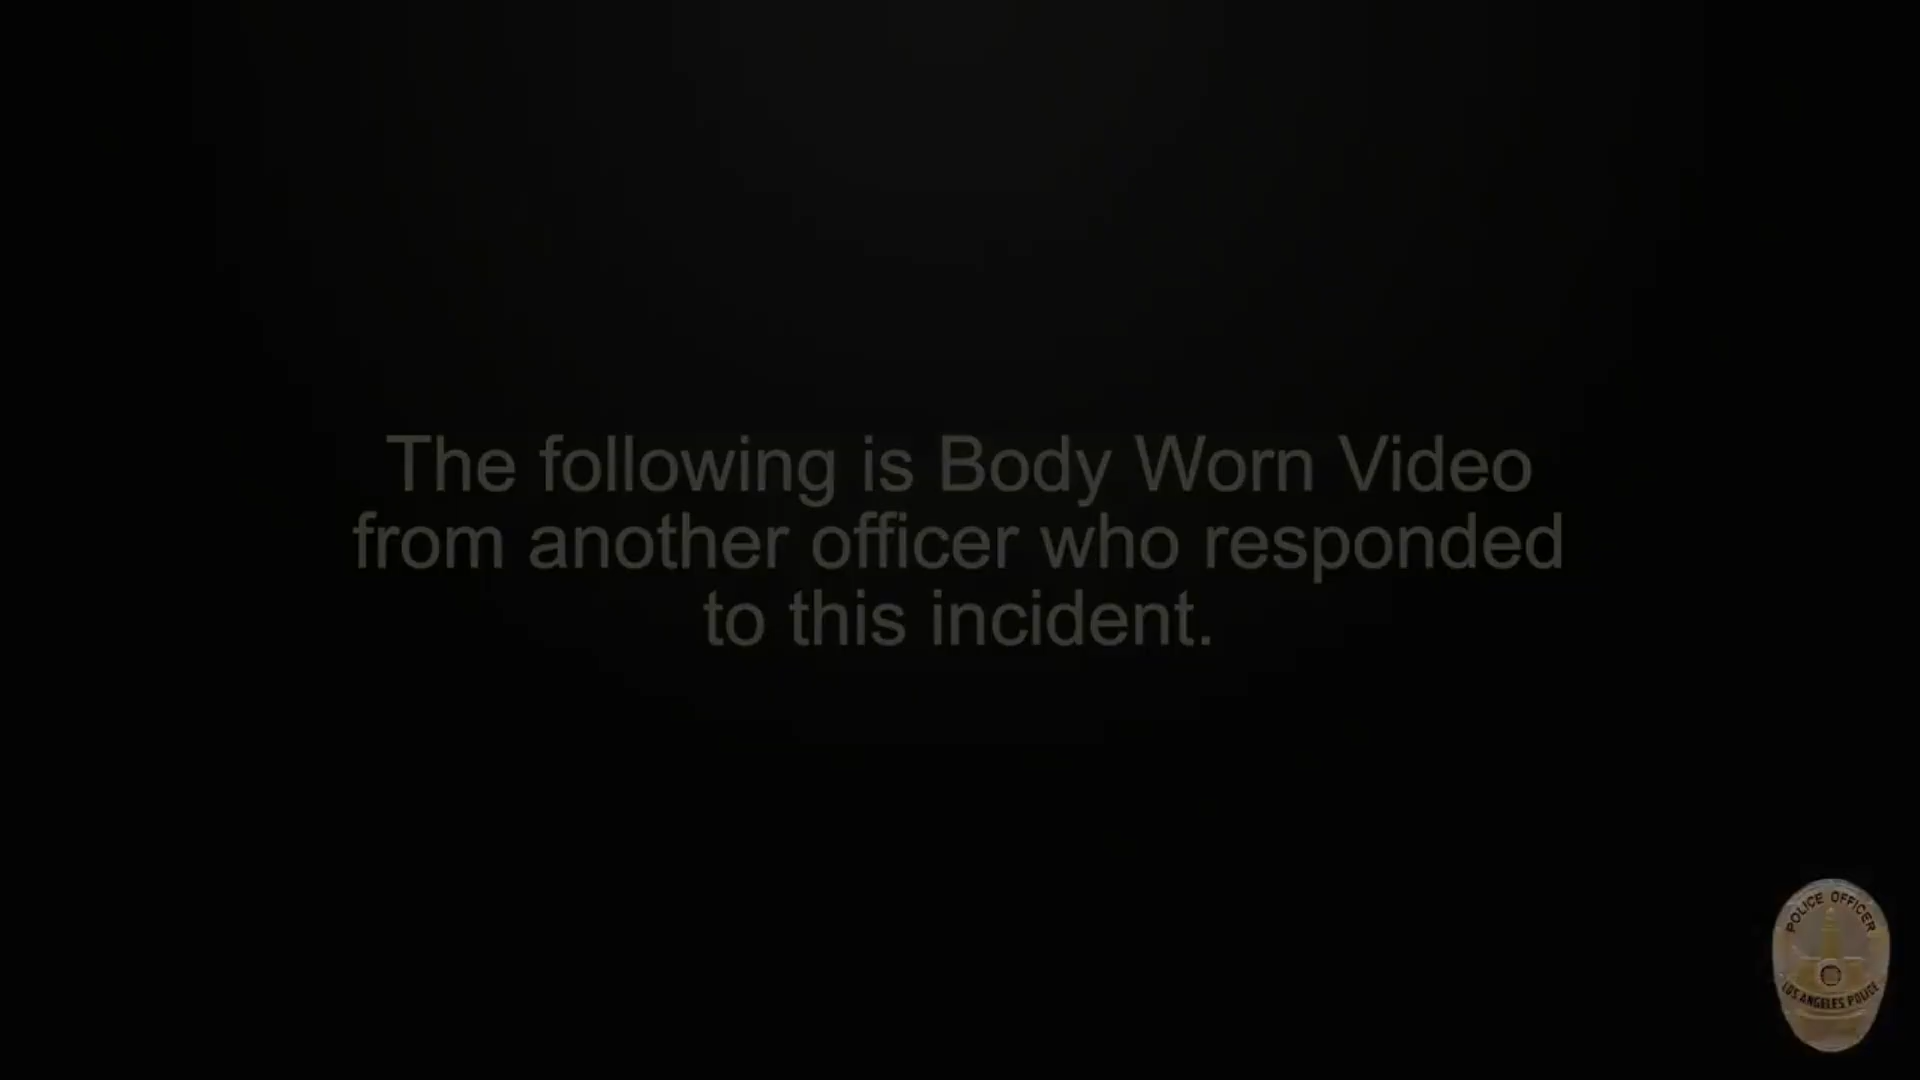 The following is Body Worn Video
from another officer who responded
to this incident.
POLICE OFFICER
LOS ANGELES POLICE